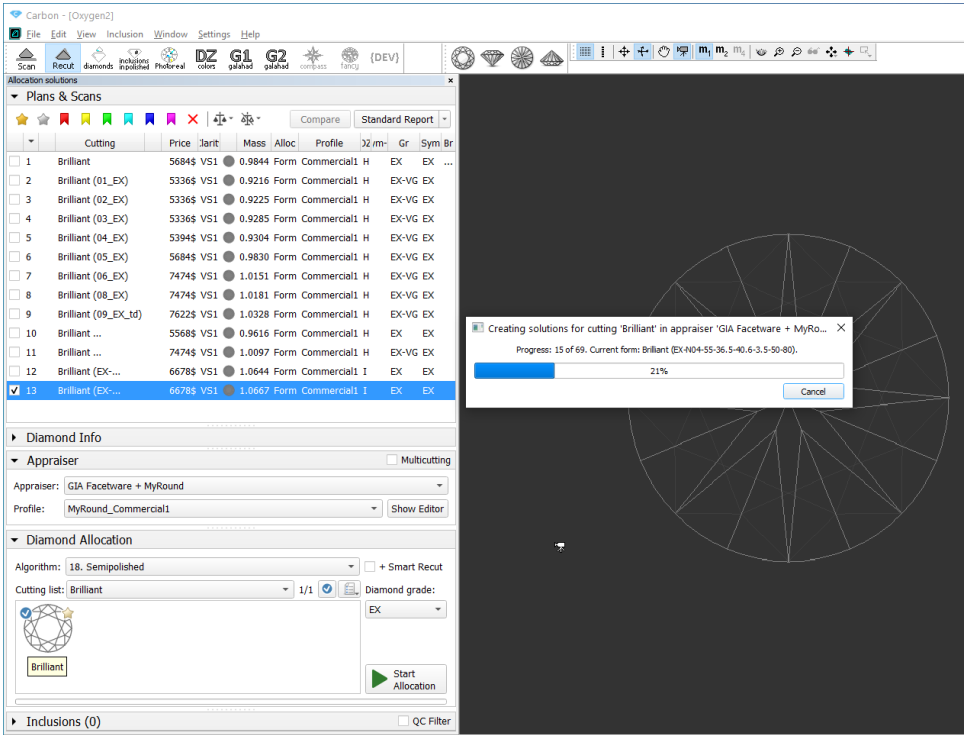 Carbon - [Oxygen2]
File Edit View Inclusion Window Settings Help
Scan Recut diamonds inclusions inpolished Photoreal DZ colors G1 galahad G2 galahad compass fancy {DEV} m1 m2 m4
Allocation solutions
Plans & Scans
Compare Standard Report
Cutting Price Mass Alloc Profile Gr Sym Br
1 Brilliant 5684$ VS1 0.9844 Form Commercial1 H EX EX ...
2 Brilliant (01_EX) 5336$ VS1 0.9216 Form Commercial1 H EX-VG EX
3 Brilliant (02_EX) 5336$ VS1 0.9225 Form Commercial1 H EX-VG EX
4 Brilliant (03_EX) 5336$ VS1 0.9285 Form Commercial1 H EX-VG EX
5 Brilliant (04_EX) 5394$ VS1 0.9304 Form Commercial1 H EX-VG EX
6 Brilliant (05_EX) 5684$ VS1 0.9830 Form Commercial1 H EX-VG EX
7 Brilliant (06_EX) 7474$ VS1 1.0151 Form Commercial1 H EX-VG EX
8 Brilliant (08_EX) 7474$ VS1 1.0181 Form Commercial1 H EX-VG EX
9 Brilliant (09_EX_td) 7622$ VS1 1.0328 Form Commercial1 H EX-VG EX
10 Brilliant ... 5568$ VS1 0.9616 Form Commercial1 H EX EX
11 Brilliant ... 7474$ VS1 1.0097 Form Commercial1 H EX-VG EX
12 Brilliant (EX-... 6678$ VS1 1.0644 Form Commercial1 I EX EX
13 Brilliant (EX-... 6678$ VS1 1.0667 Form Commercial1 I EX EX
Creating solutions for cutting 'Brilliant' in appraiser 'GIA Facetware + MyRo...
Progress: 15 of 69. Current form: Brilliant (EX-N04-55-36.5-40.6-3.5-50-80).
21%
Cancel
Diamond Info
Appraiser Multicutting
Appraiser: GIA Facetware + MyRound
Profile: MyRound_Commercial1 Show Editor
Diamond Allocation
Algorithm: 18. Semipolished + Smart Recut
Cutting list: Brilliant 1/1 Diamond grade:
EX
Brilliant
Start
Allocation
Inclusions (0) QC Filter